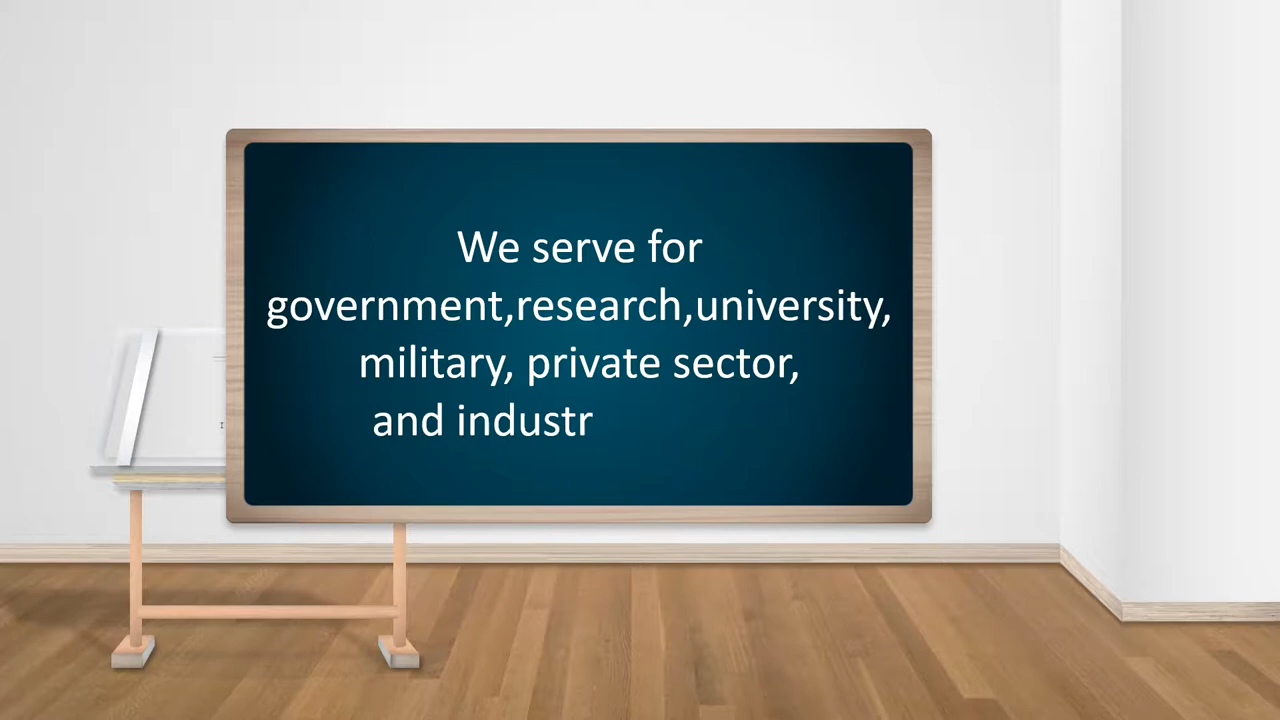 We serve for
government,research,university,
military, private sector,
and industr